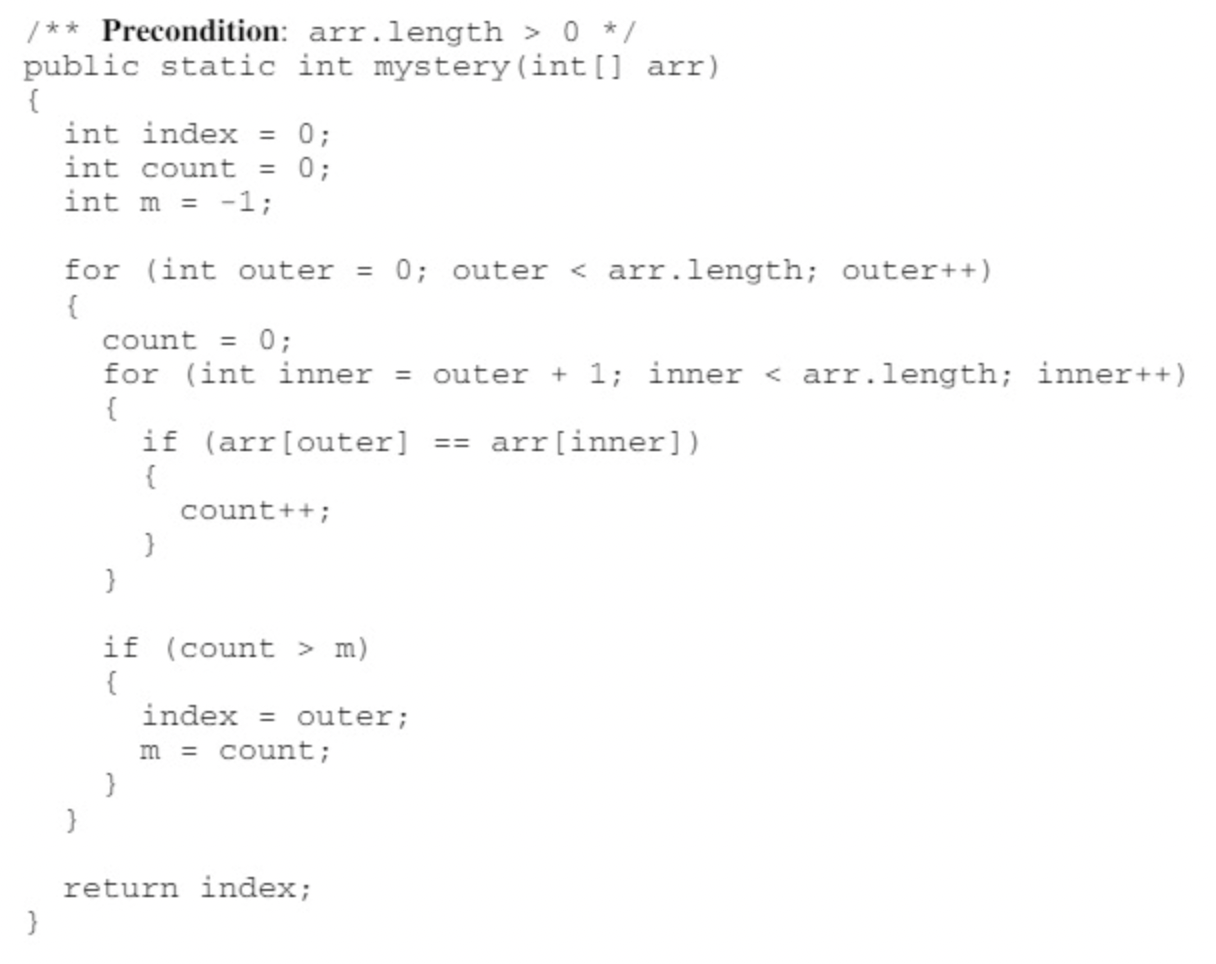 /** Precondition: arr.length > 0 */
public static int mystery(int[] arr)
{
int index = 0;
int count = 0;
int m = -1;
for (int outer = 0; outer < arr.length; outer++)
{
count = 0;
for (int inner = outer + 1; inner < arr.length; inner++)
{
if (arr[outer] == arr[inner])
{
count++;
}
}
if (count > m)
{
index = outer;
m = count;
}
}
return index;
}